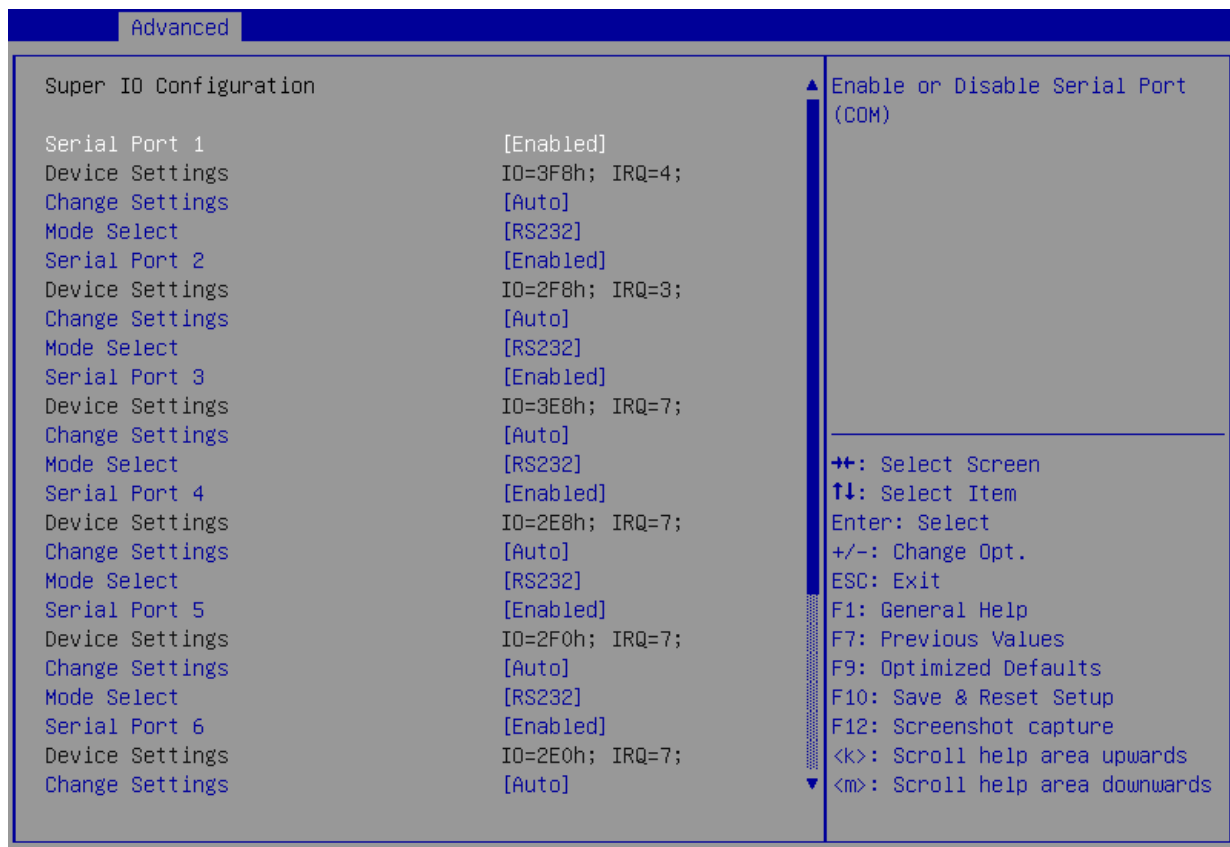 Advanced
Super IO Configuration
Serial Port 1 [Enabled]
Device Settings IO=3F8h; IRQ=4;
Change Settings [Auto]
Mode Select [RS232]
Serial Port 2 [Enabled]
Device Settings IO=2F8h; IRQ=3;
Change Settings [Auto]
Mode Select [RS232]
Serial Port 3 [Enabled]
Device Settings IO=3E8h; IRQ=7;
Change Settings [Auto]
Mode Select [RS232]
Serial Port 4 [Enabled]
Device Settings IO=2E8h; IRQ=7;
Change Settings [Auto]
Mode Select [RS232]
Serial Port 5 [Enabled]
Device Settings IO=2F0h; IRQ=7;
Change Settings [Auto]
Mode Select [RS232]
Serial Port 6 [Enabled]
Device Settings IO=2E0h; IRQ=7;
Change Settings [Auto]
Enable or Disable Serial Port
(COM)
→←: Select Screen
↑↓: Select Item
Enter: Select
+/-: Change Opt.
ESC: Exit
F1: General Help
F7: Previous Values
F9: Optimized Defaults
F10: Save & Reset Setup
F12: Screenshot capture
<k>: Scroll help area upwards
<m>: Scroll help area downwards